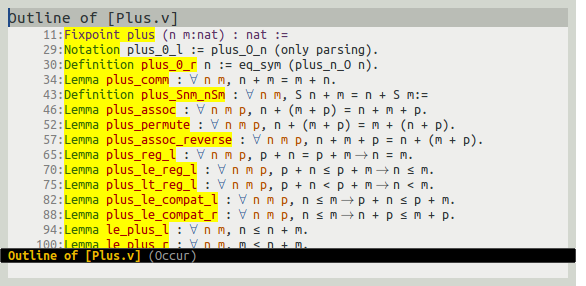 Outline of [Plus.v]
11:Fixpoint plus (n m:nat) : nat :=
29:Notation plus_0_l := plus_O_n (only parsing).
30:Definition plus_0_r n := eq_sym (plus_n_O n).
34:Lemma plus_comm : ∀ n m, n + m = m + n.
43:Definition plus_Snm_nSm : ∀ n m, S n + m = n + S m:=
46:Lemma plus_assoc : ∀ n m p, n + (m + p) = n + m + p.
52:Lemma plus_permute : ∀ n m p, n + (m + p) = m + (n + p).
57:Lemma plus_assoc_reverse : ∀ n m p, n + m + p = n + (m + p).
65:Lemma plus_reg_l : ∀ n m p, p + n = p + m → n = m.
70:Lemma plus_le_reg_l : ∀ n m p, p + n ≤ p + m → n ≤ m.
75:Lemma plus_lt_reg_l : ∀ n m p, p + n < p + m → n < m.
82:Lemma plus_le_compat_l : ∀ n m p, n ≤ m → p + n ≤ p + m.
88:Lemma plus_le_compat_r : ∀ n m p, n ≤ m → n + p ≤ m + p.
94:Lemma le_plus_l : ∀ n m, n ≤ n + m.
100:Lemma le_plus_r : ∀ n m, m ≤ n + m.
Outline of [Plus.v] (Occur)